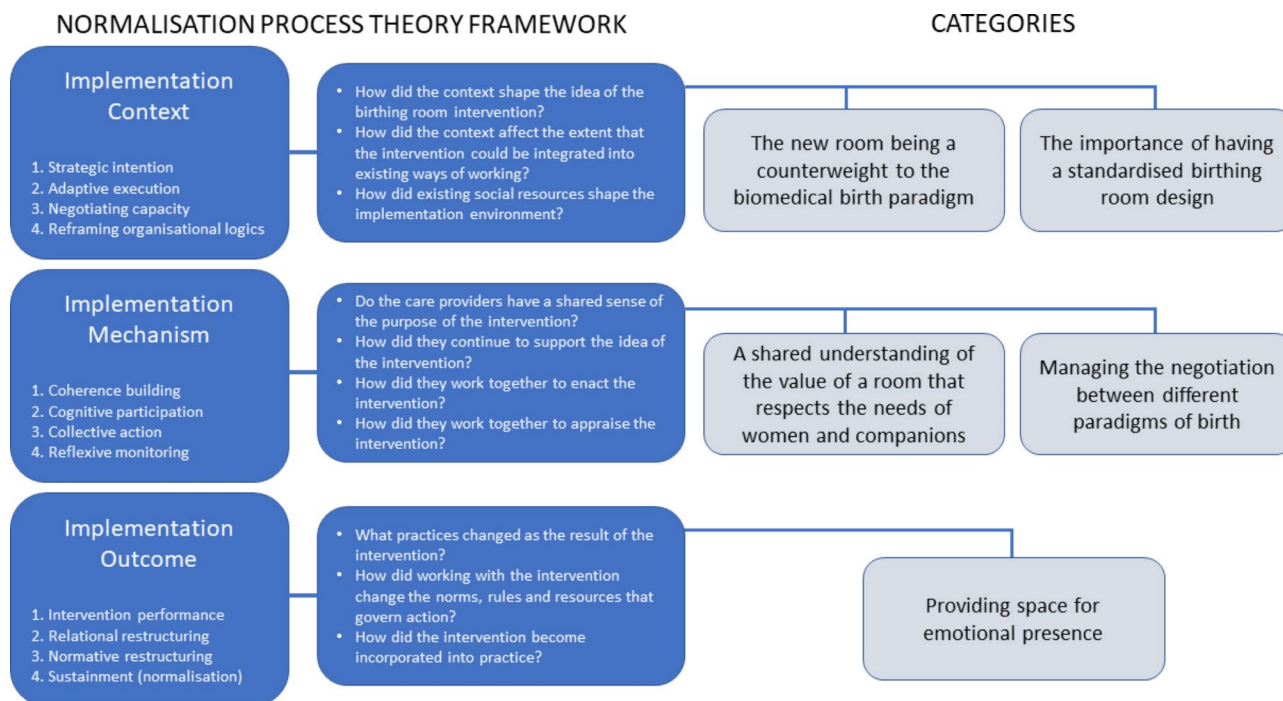 NORMALISATION PROCESS THEORY FRAMEWORK
CATEGORIES
Implementation
Context
1. Strategic intention
2. Adaptive execution
3. Negotiating capacity
4. Reframing organisational logics
• How did the context shape the idea of the
birthing room intervention?
• How did the context affect the extent that
the intervention could be integrated into
existing ways of working?
• How did existing social resources shape the
implementation environment?
The new room being a
counterweight to the
biomedical birth paradigm
The importance of having
a standardised birthing
room design
Implementation
Mechanism
1. Coherence building
2. Cognitive participation
3. Collective action
4. Reflexive monitoring
• Do the care providers have a shared sense of
the purpose of the intervention?
• How did they continue to support the idea of
the intervention?
• How did they work together to enact the
intervention?
• How did they work together to appraise the
intervention?
A shared understanding of
the value of a room that
respects the needs of
women and companions
Managing the negotiation
between different
paradigms of birth
Implementation
Outcome
1. Intervention performance
2. Relational restructuring
3. Normative restructuring
4. Sustainment (normalisation)
• What practices changed as the result of the
intervention?
• How did working with the intervention
change the norms, rules and resources that
govern action?
• How did the intervention become
incorporated into practice?
Providing space for
emotional presence